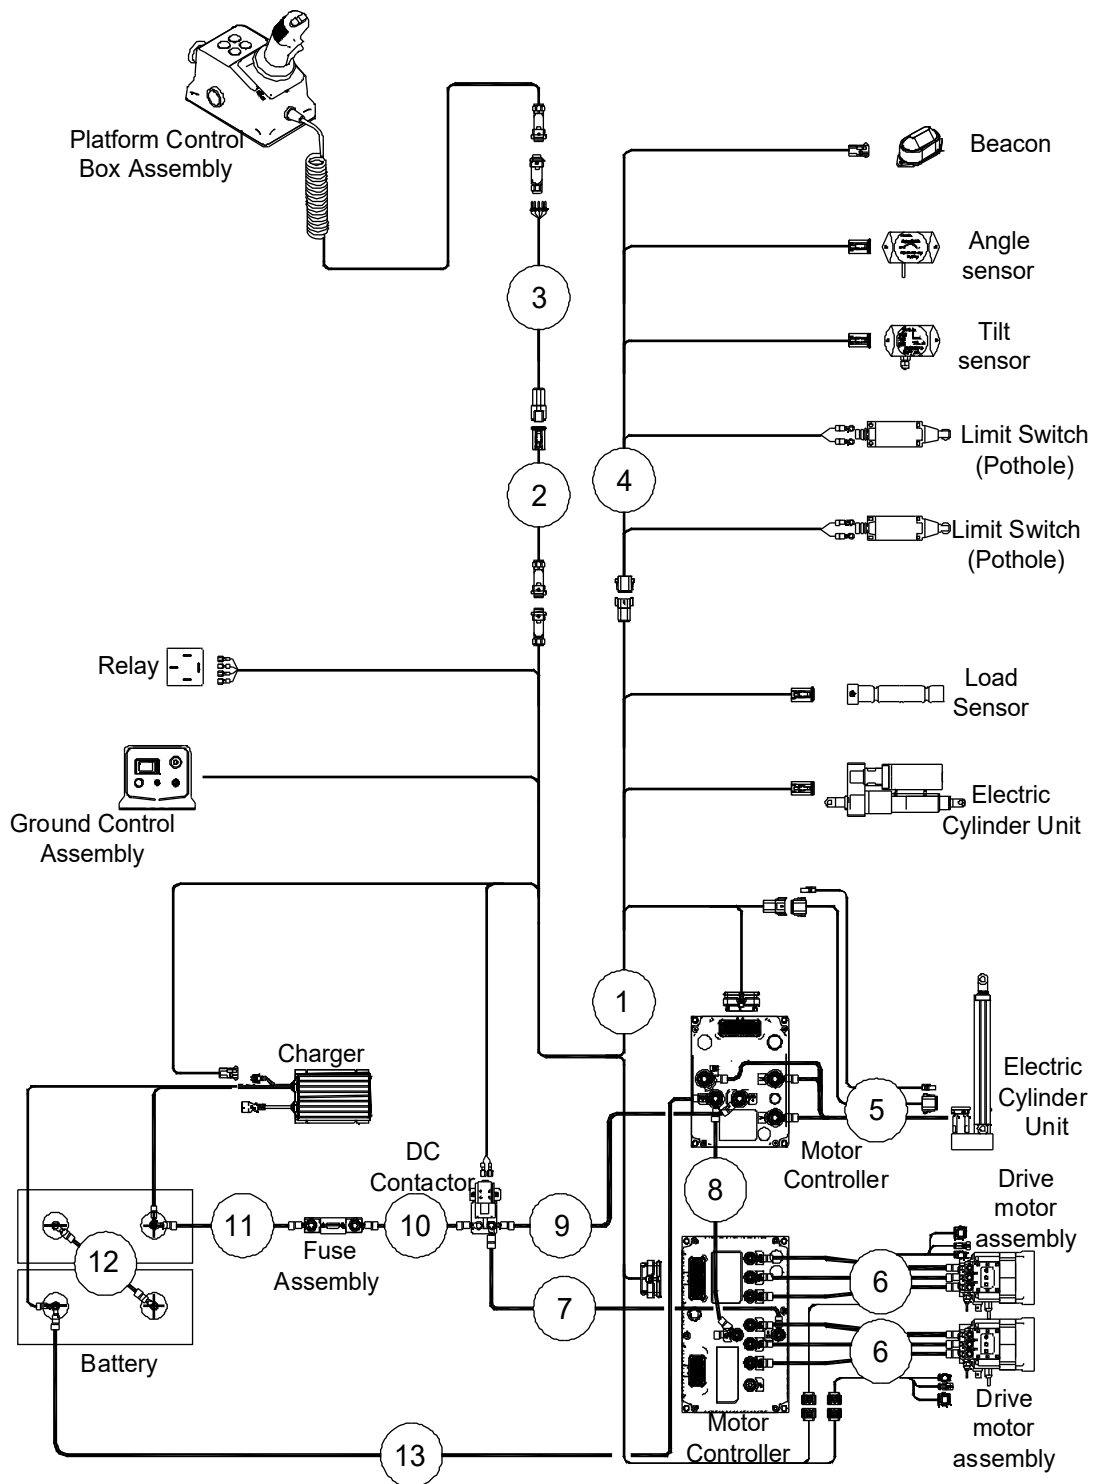 Platform Control
Box Assembly
Beacon
Angle
sensor
3
Tilt
sensor
Limit Switch
(Pothole)
2
4
Limit Switch
(Pothole)
Relay
Load
Sensor
Ground Control
Assembly
Electric
Cylinder Unit
1
Charger
Electric
Cylinder
Unit
5
Motor
Controller
DC
Contactor
8
Drive
motor
assembly
11
10
9
Fuse
Assembly
12
6
7
6
Battery
Drive
motor
assembly
Motor
Controller
13